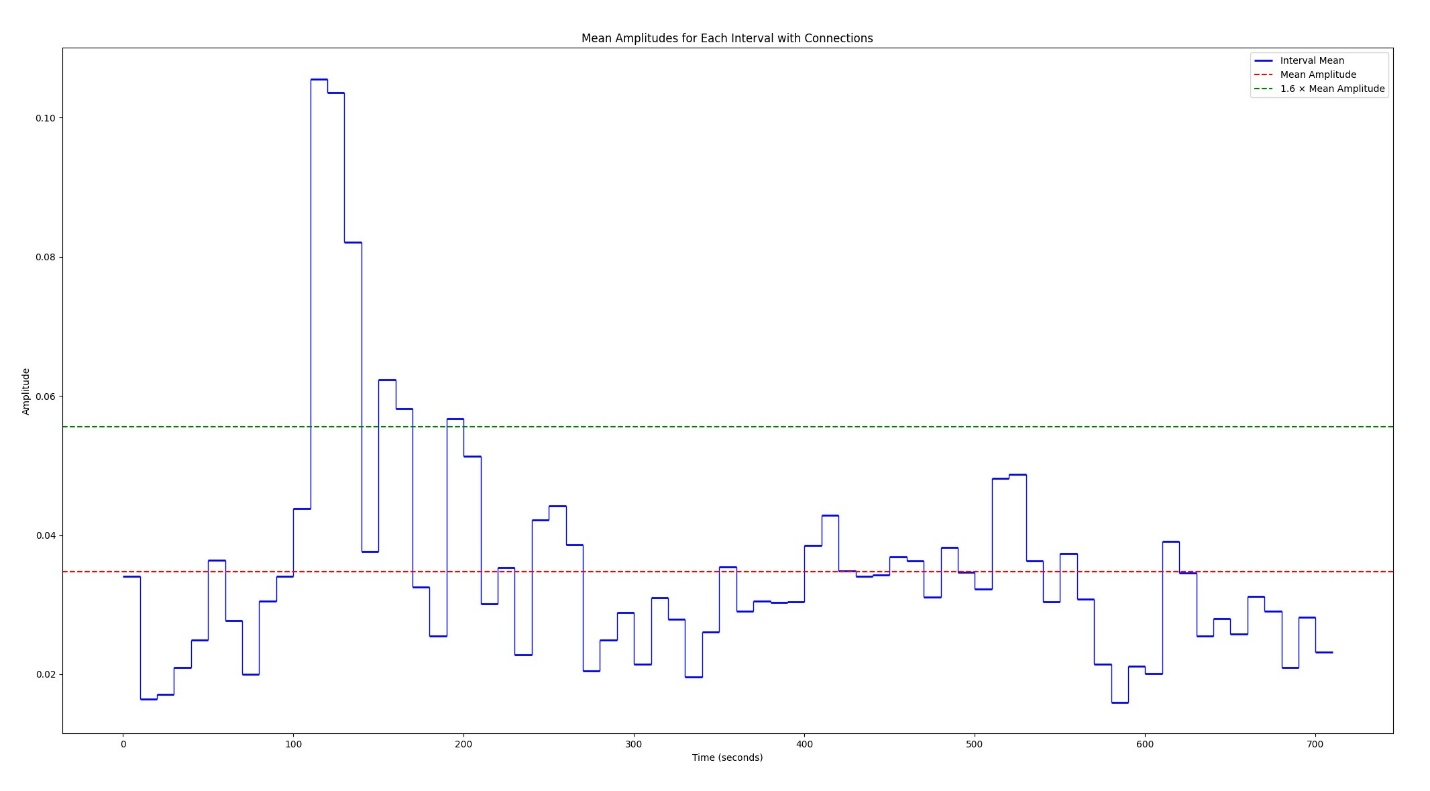 Mean Amplitudes for Each Interval with Connections
Interval Mean
Mean Amplitude
1.6 × Mean Amplitude
Amplitude
0.10
0.08
0.06
0.04
0.02
0 100 200 300 400 500 600 700
Time (seconds)